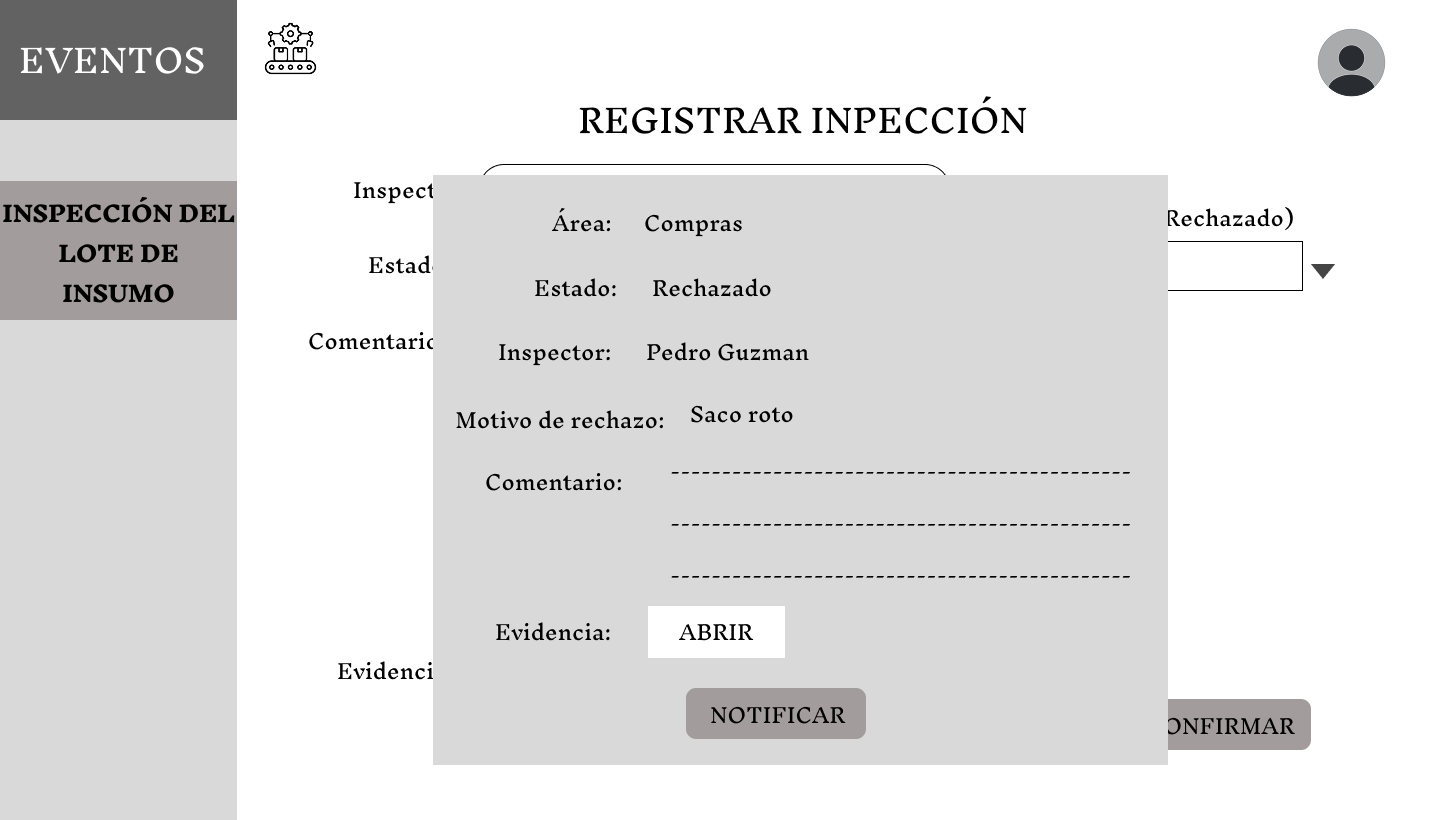 EVENTOS
REGISTRAR INPECCIÓN
INSPECCIÓN DEL
LOTE DE
INSUMO
Inspect
Rechazado)
Estad
Comentario
Evidenci
ONFIRMAR
Área: Compras
Estado: Rechazado
Inspector: Pedro Guzman
Motivo de rechazo: Saco roto
Comentario:
Evidencia: ABRIR
NOTIFICAR